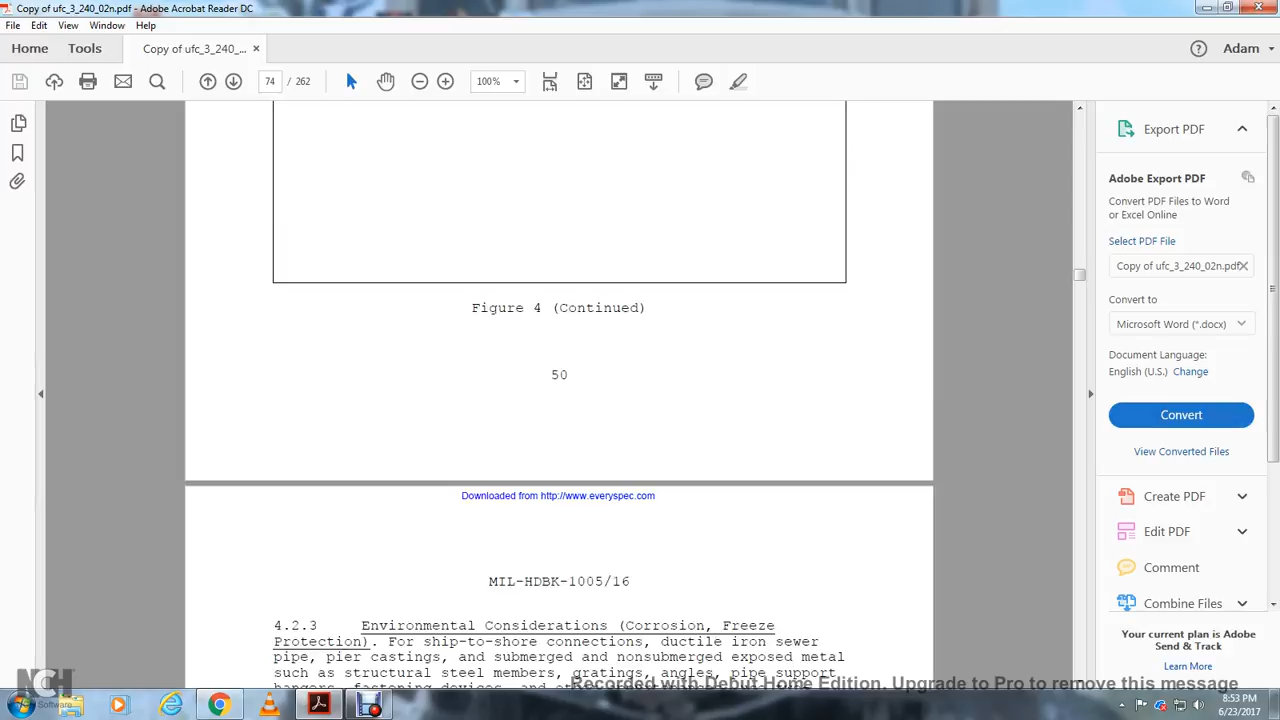 Copy of ufc_3_240_02n.pdf - Adobe Acrobat Reader DC
File Edit View Window Help
Home Tools Copy of ufc_3_240_... × Adam
74 / 262 100%
Export PDF
Adobe Export PDF
Convert PDF Files to Word
or Excel Online
Select PDF File
Copy of ufc_3_240_02n.pdf
Convert to
Microsoft Word (*.docx)
Document Language:
English (U.S.) Change
Convert
View Converted Files
Create PDF
Edit PDF
Comment
Combine Files
Your current plan is Adobe
Send & Track
Learn More
Figure 4 (Continued)
50
Downloaded from http://www.everyspec.com
MIL-HDBK-1005/16
4.2.3 Environmental Considerations (Corrosion, Freeze
Protection). For ship-to-shore connections, ductile iron sewer
pipe, pier castings, and submerged and nonsubmerged exposed metal
such as structural steel members, gratings, angles, pipe support
Recorded with Debut Home Edition. Upgrade to Pro to remove this message
NCH Software
8:53 PM
6/23/2017